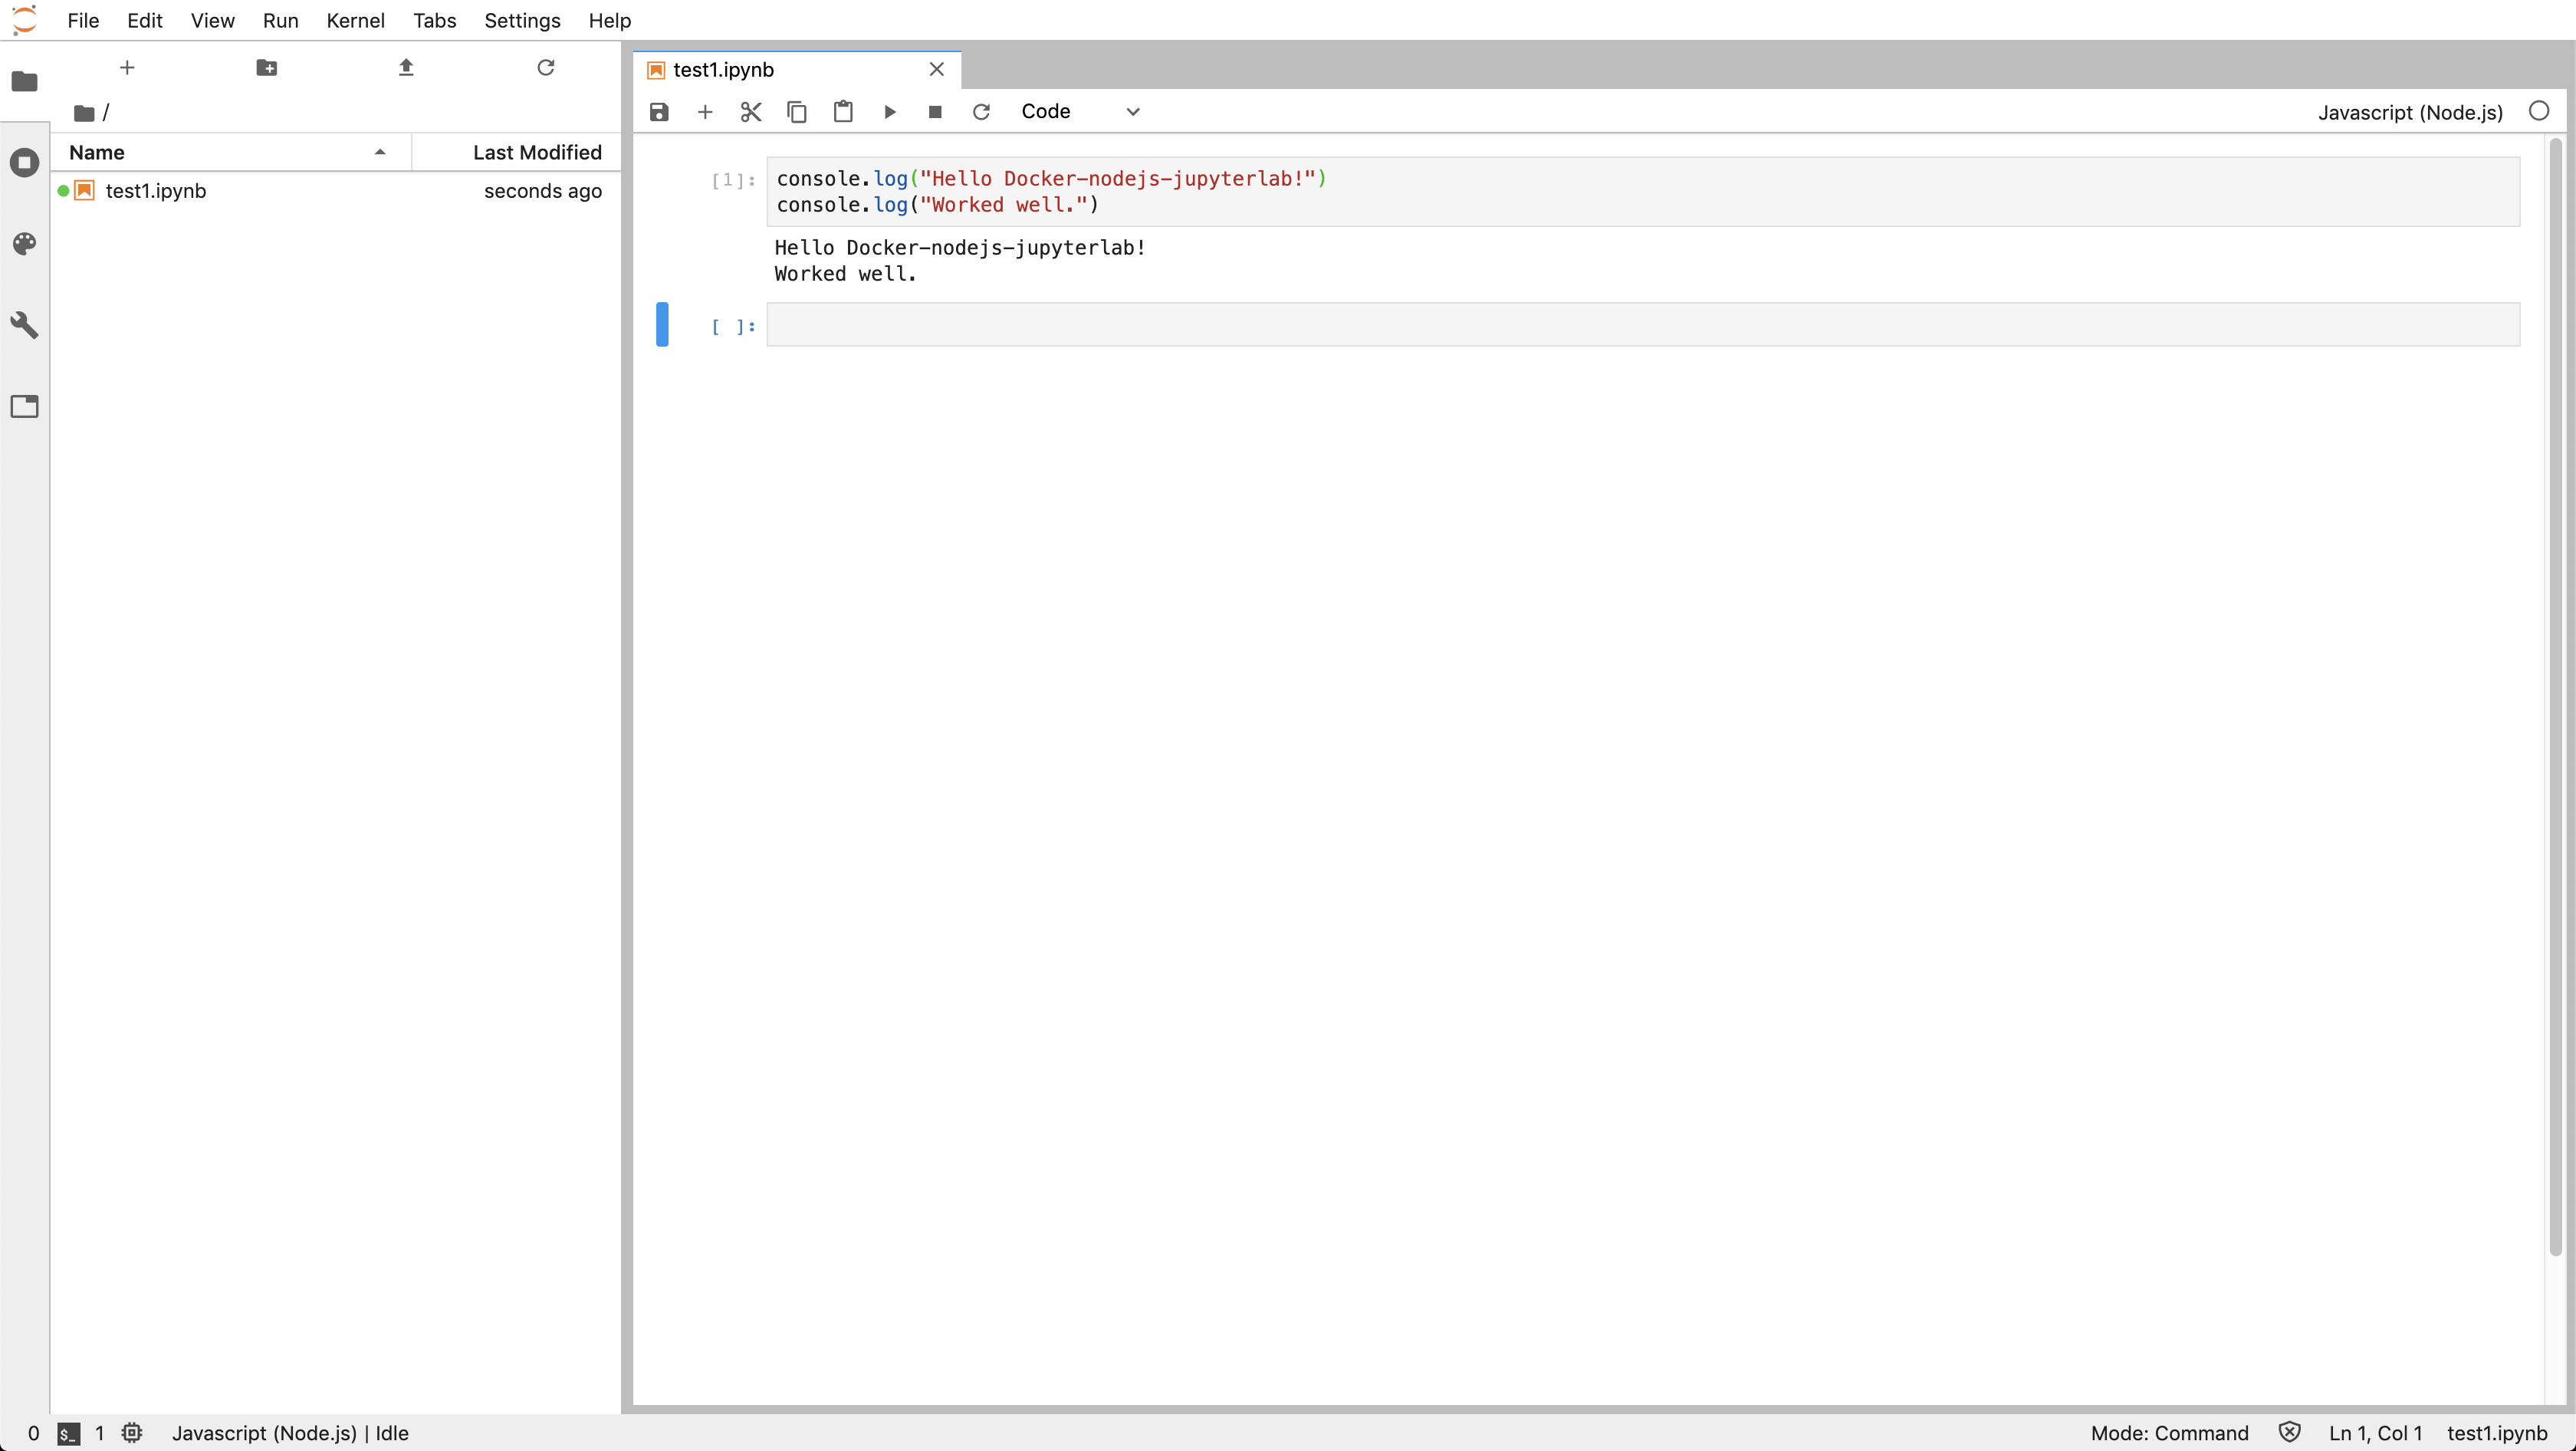 File Edit View Run Kernel Tabs Settings Help
/
Name Last Modified
test1.ipynb seconds ago
test1.ipynb
Code Javascript (Node.js)
[1]: console.log("Hello Docker-nodejs-jupyterlab!")
console.log("Worked well.")
Hello Docker-nodejs-jupyterlab!
Worked well.
[ ]:
0 $_ 1 Javascript (Node.js) | Idle Mode: Command Ln 1, Col 1 test1.ipynb